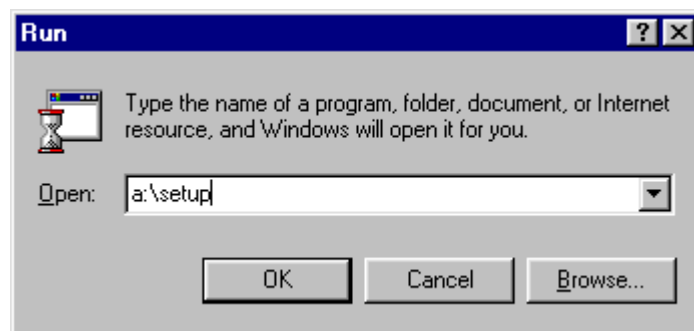 Run
Type the name of a program, folder, document, or Internet
resource, and Windows will open it for you.
Open: a:\setup
OK Cancel Browse...